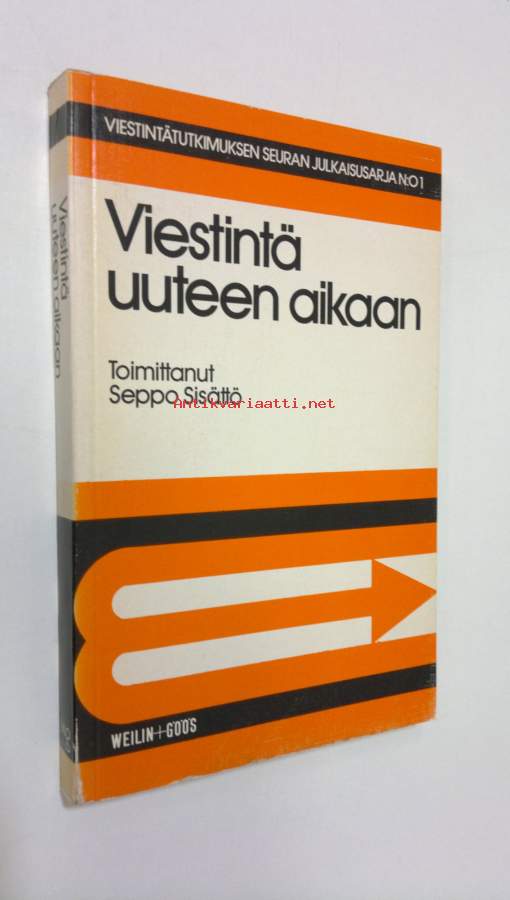 VIESTINTÄTUTKIMUKSEN SEURAN JULKAISUSARJA N:O 1
Viestintä
uuteen aikaan
Toimittanut
Seppo Sisättö
Antikvariaatti.net
WEILIN+GÖÖS
Viestintä
uuteen aikaan